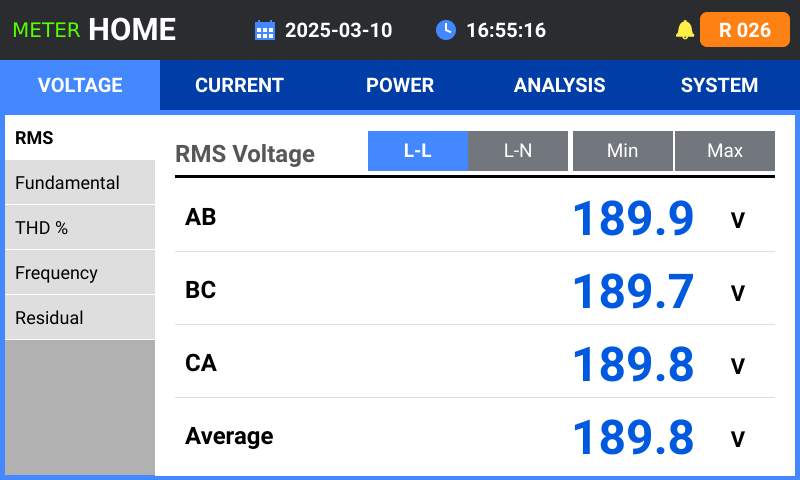 METER HOME 2025-03-10 16:55:16 R 026
VOLTAGE CURRENT POWER ANALYSIS SYSTEM
RMS
Fundamental
THD %
Frequency
Residual
RMS Voltage L-L L-N Min Max
AB 189.9 V
BC 189.7 V
CA 189.8 V
Average 189.8 V